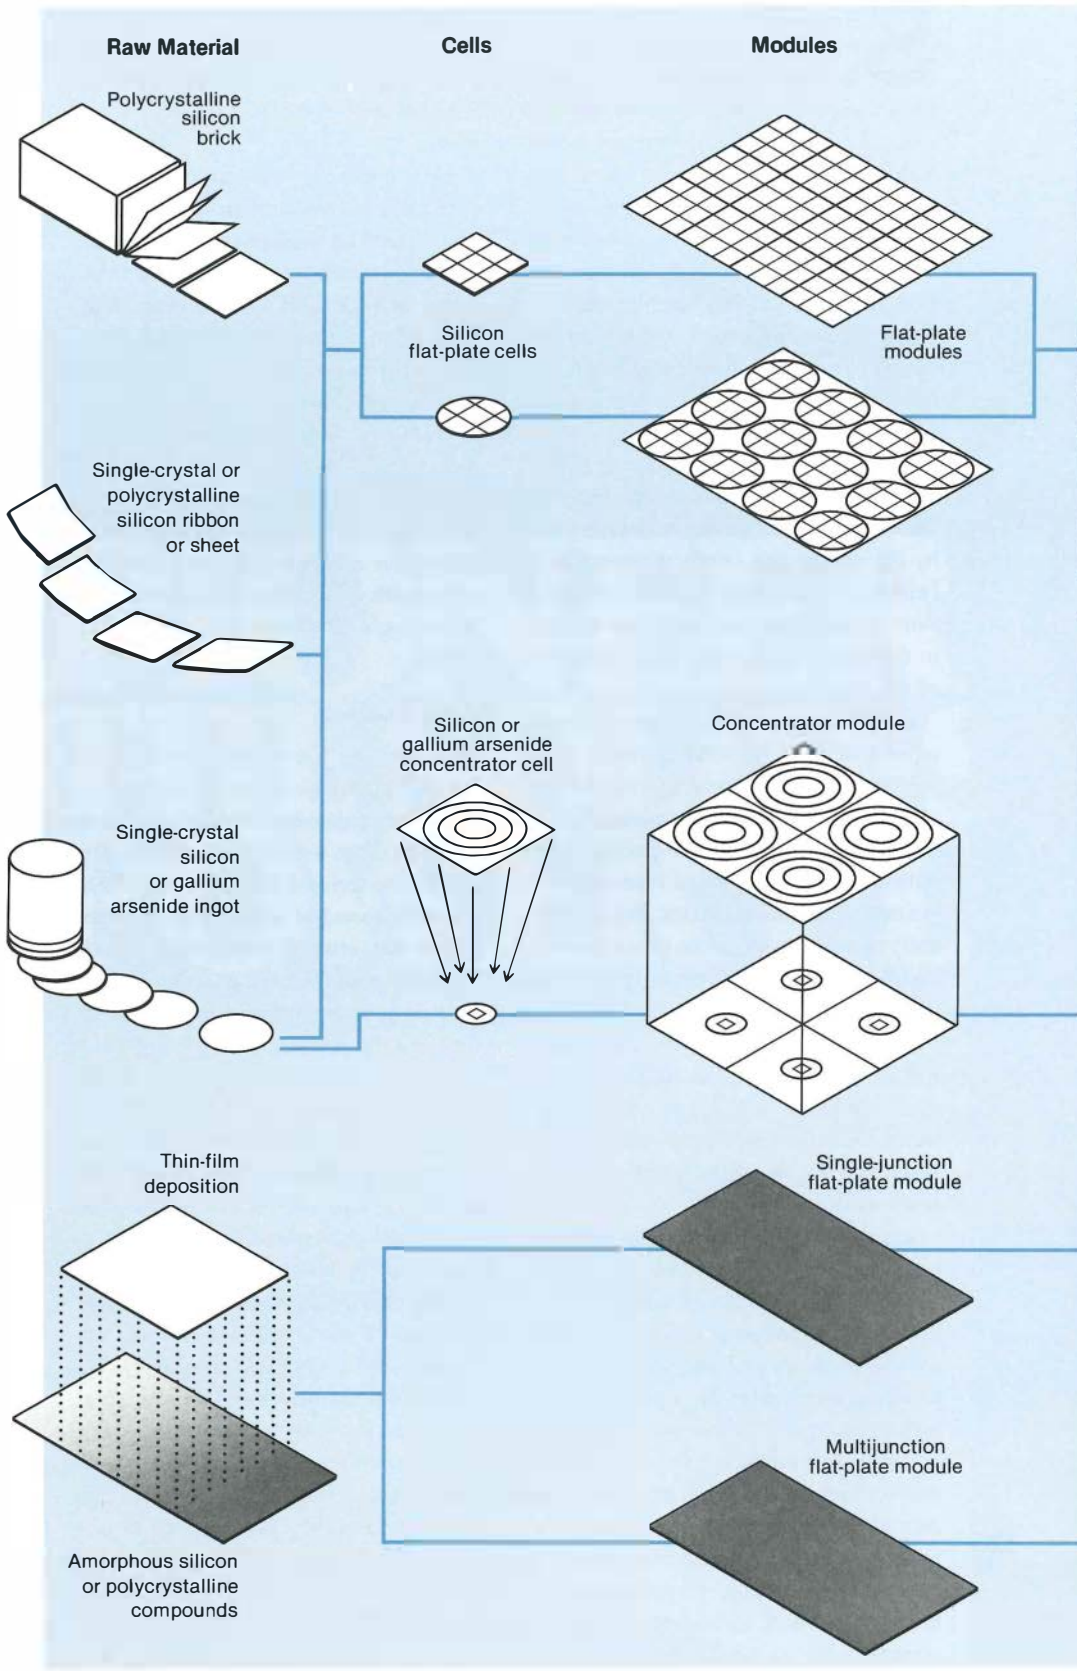 Raw Material
Cells
Modules
Polycrystalline
silicon
brick
Silicon
flat-plate cells
Flat-plate
modules
Single-crystal or
polycrystalline
silicon ribbon
or sheet
Silicon or
gallium arsenide
concentrator cell
Concentrator module
Single-crystal
silicon
or gallium
arsenide ingot
Thin-film
deposition
Single-junction
flat-plate module
Multijunction
flat-plate module
Amorphous silicon
or polycrystalline
compounds